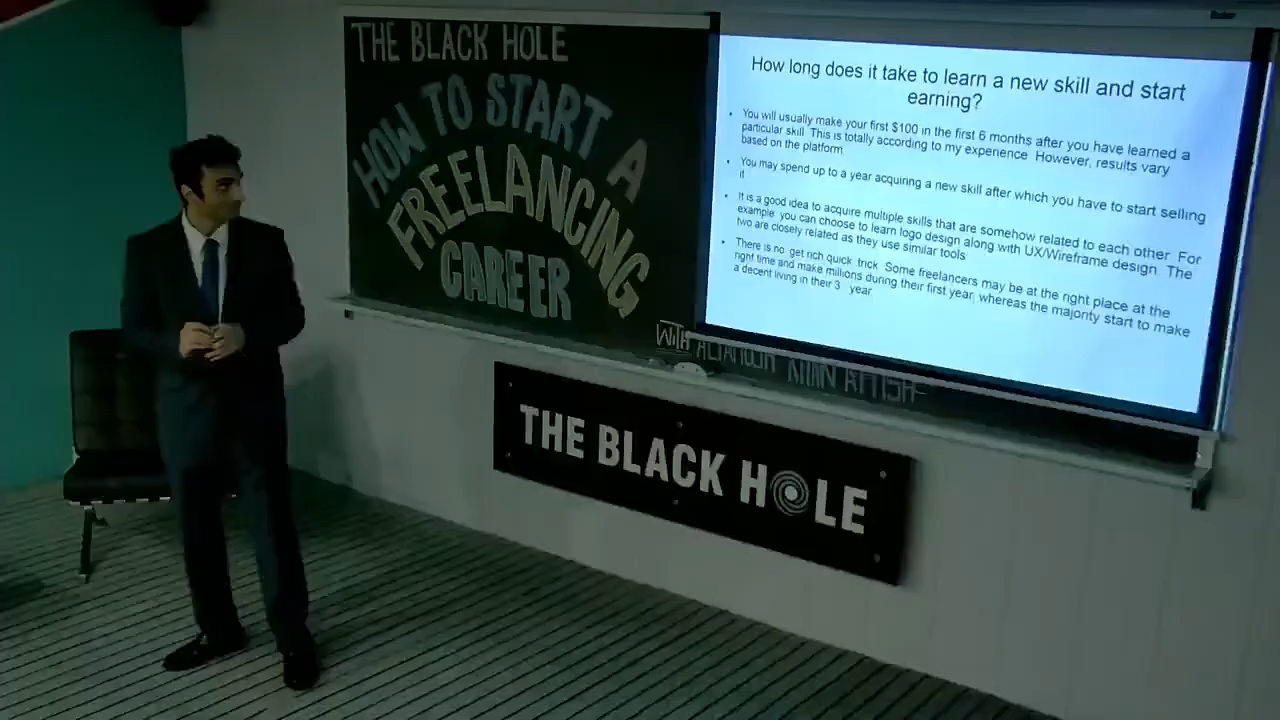 THE BLACK HOLE
HOW TO START A
FREELANCING
CAREER
WITH
How long does it take to learn a new skill and start
earning?
• You will usually make your first $100 in the first 6 months after you have learned a
particular skill. This is totally according to my experience. However, results vary
based on the platform
• You may spend up to a year acquiring a new skill after which you have to start selling
it
• It is a good idea to acquire multiple skills that are somehow related to each other. For
example you can choose to learn logo design along with UX/Wireframe design. The
two are closely related as they use similar tools
• There is no get rich quick trick. Some freelancers may be at the right place at the
right time and make millions during their first year, whereas the majority start to make
a decent living in their 3 year
THE BLACK HOLE